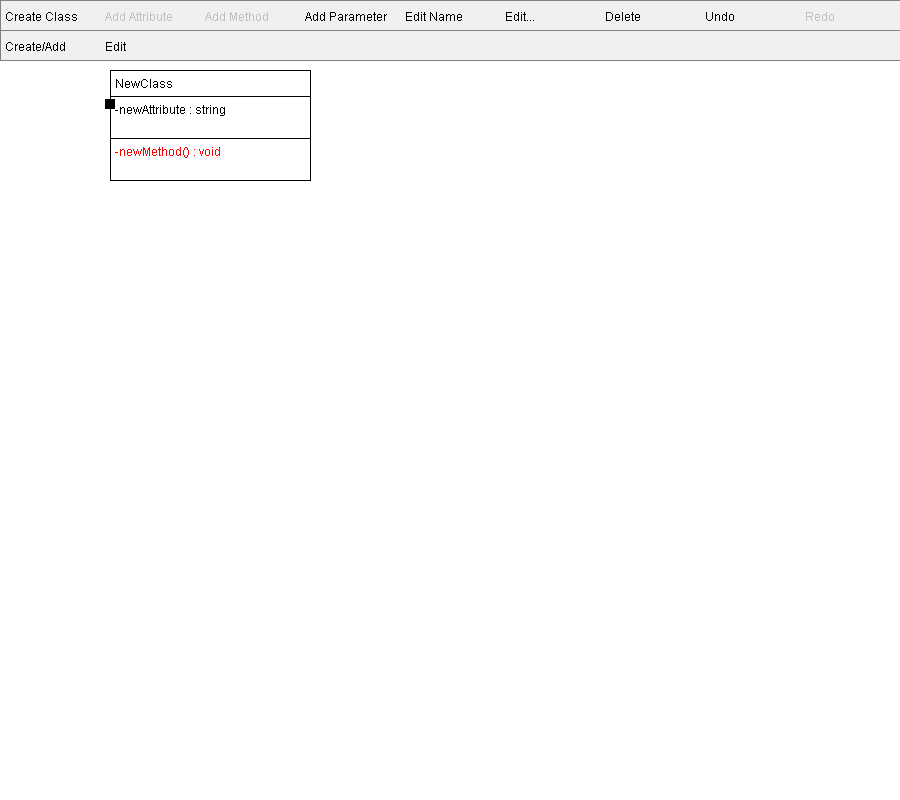 Create Class Add Attribute Add Method Add Parameter Edit Name Edit... Delete Undo Redo
Create/Add Edit
NewClass
-newAttribute : string
-newMethod() : void